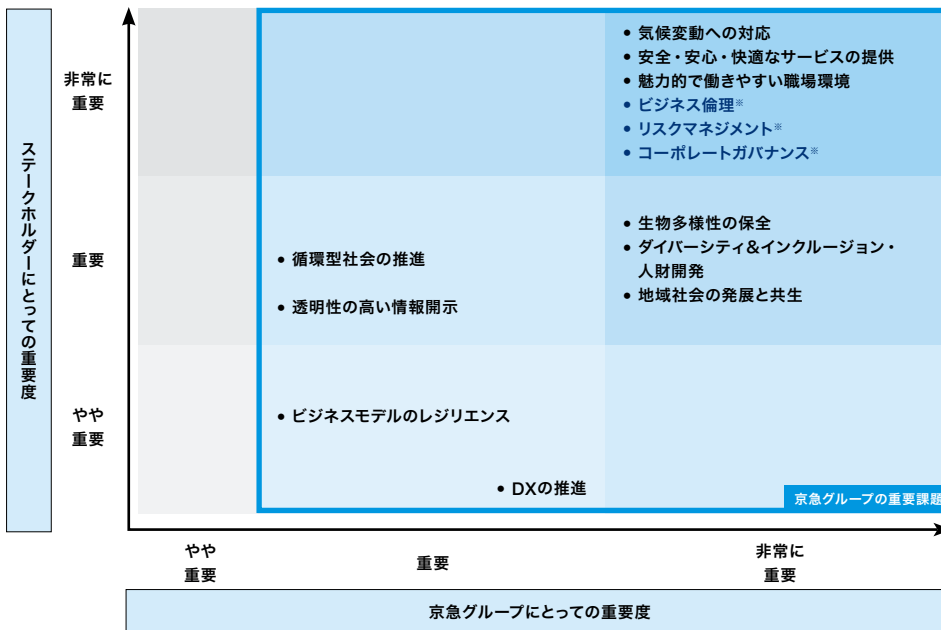 ステークホルダーにとっての重要度
非常に
重要
• 気候変動への対応
• 安全・安心・快適なサービスの提供
• 魅力的で働きやすい職場環境
• ビジネス倫理※
• リスクマネジメント※
• コーポレートガバナンス※
重要
• 循環型社会の推進
• 透明性の高い情報開示
• 生物多様性の保全
• ダイバーシティ&インクルージョン・
人財開発
• 地域社会の発展と共生
やや
重要
• ビジネスモデルのレジリエンス
• DXの推進
京急グループの重要課題
やや
重要
重要
非常に
重要
京急グループにとっての重要度